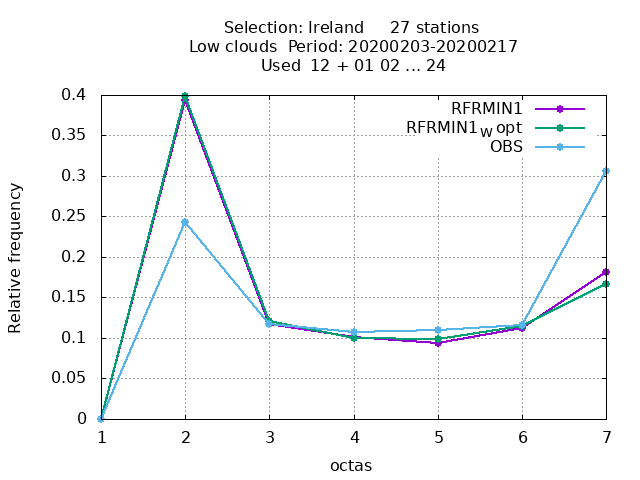 Selection: Ireland 27 stations
Low clouds Period: 20200203-20200217
Used 12 + 01 02 ... 24
RFRMIN1
RFRMIN1w opt
OBS
Relative frequency
0.4
0.35
0.3
0.25
0.2
0.15
0.1
0.05
0
1 2 3 4 5 6 7
octas